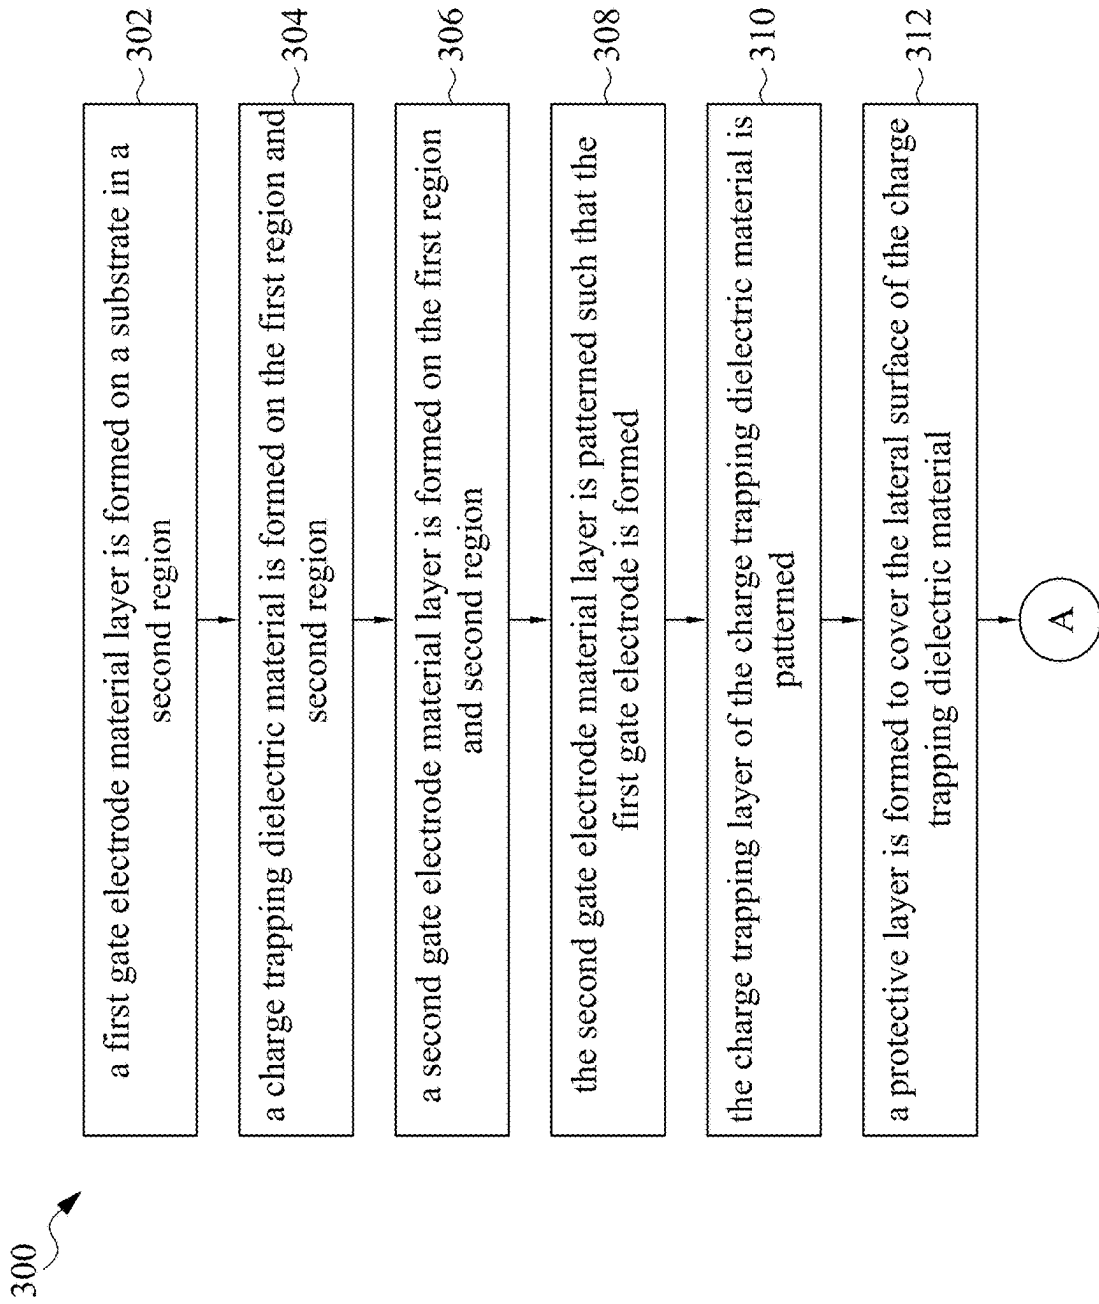 300
a first gate electrode material layer is formed on a substrate in a
second region
302
a charge trapping dielectric material is formed on the first region and
second region
304
a second gate electrode material layer is formed on the first region
and second region
306
the second gate electrode material layer is patterned such that the
first gate electrode is formed
308
the charge trapping layer of the charge trapping dielectric material is
patterned
310
a protective layer is formed to cover the lateral surface of the charge
trapping dielectric material
312
A